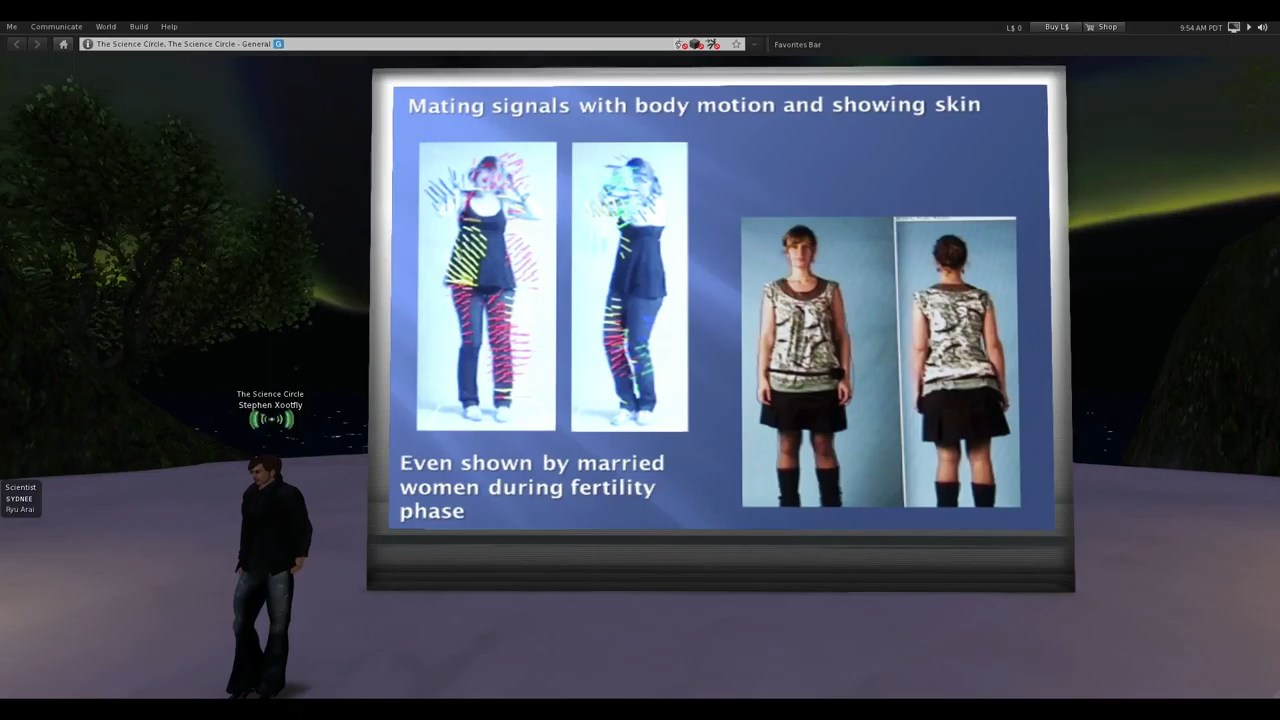 Me Communicate World Build Help
L$ 0 Buy L$ Shop 9:54 AM PDT
The Science Circle, The Science Circle - General G
Favorites Bar
Mating signals with body motion and showing skin
Even shown by married
women during fertility
phase
The Science Circle
Stephen Xootfly
Scientist
SYDNEE
Ryu Arai